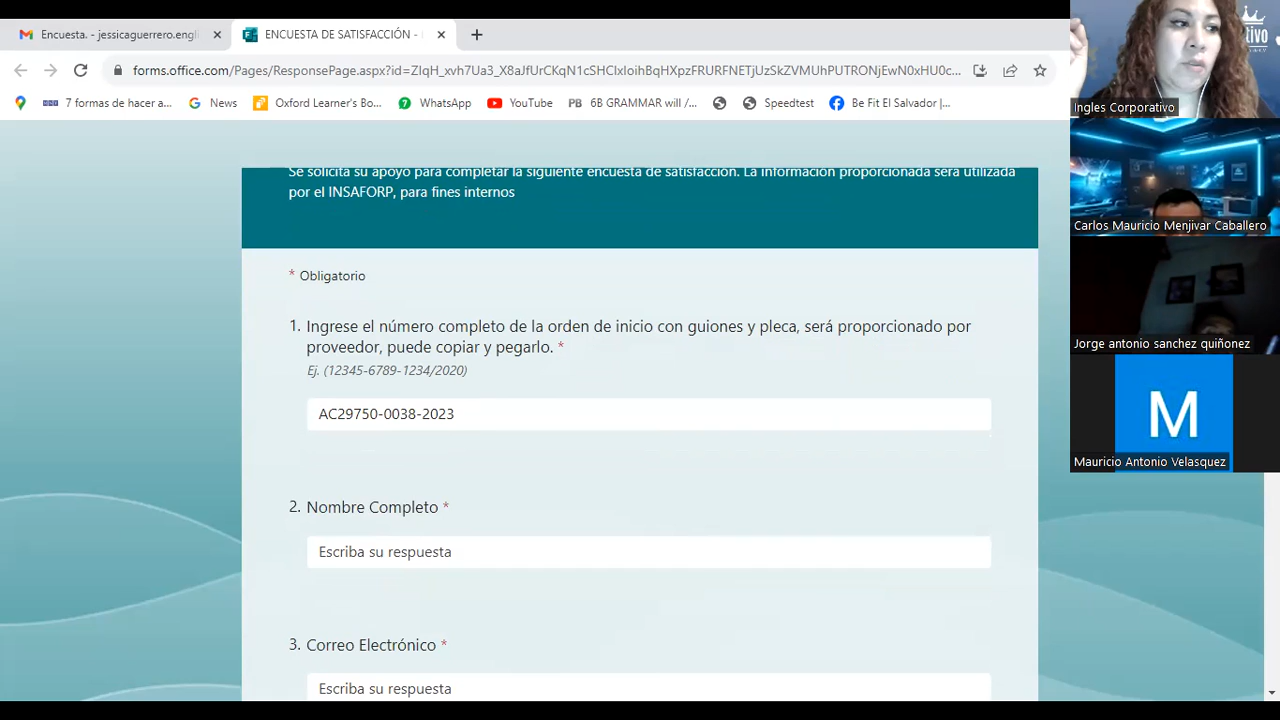 Encuesta. - jessicaguerrero.engli
ENCUESTA DE SATISFACCIÓN - (
forms.office.com/Pages/ResponsePage.aspx?id=ZIqH_xvh7Ua3_X8aJfUrCKqN1cSHClxIoihBqHXpzFRURFNETjUzSkZVMUhHUTRONjEwN0xHU0c...
7 formas de hacer a...
News
Oxford Learner's Bo...
WhatsApp
YouTube
PB 6B GRAMMAR will /...
Speedtest
Be Fit El Salvador |...
Se solicita su apoyo para completar la siguiente encuesta de satisfacción. La información proporcionada será utilizada
por el INSAFORP, para fines internos
* Obligatorio
1. Ingrese el número completo de la orden de inicio con guiones y pleca, será proporcionado por
proveedor, puede copiar y pegarlo. *
Ej. (12345-6789-1234/2020)
AC29750-0038-2023
2. Nombre Completo *
Escriba su respuesta
3. Correo Electrónico *
Escriba su respuesta
tivo
Ingles Corporativo
Carlos Mauricio Menjivar Caballero
Jorge antonio sanchez quiñonez
M
Mauricio Antonio Velasquez